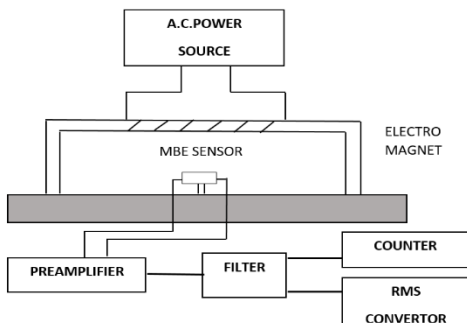 A.C.POWER
SOURCE
ELECTRO
MAGNET
MBE SENSOR
COUNTER
PREAMPLIFIER
FILTER
RMS
CONVERTOR